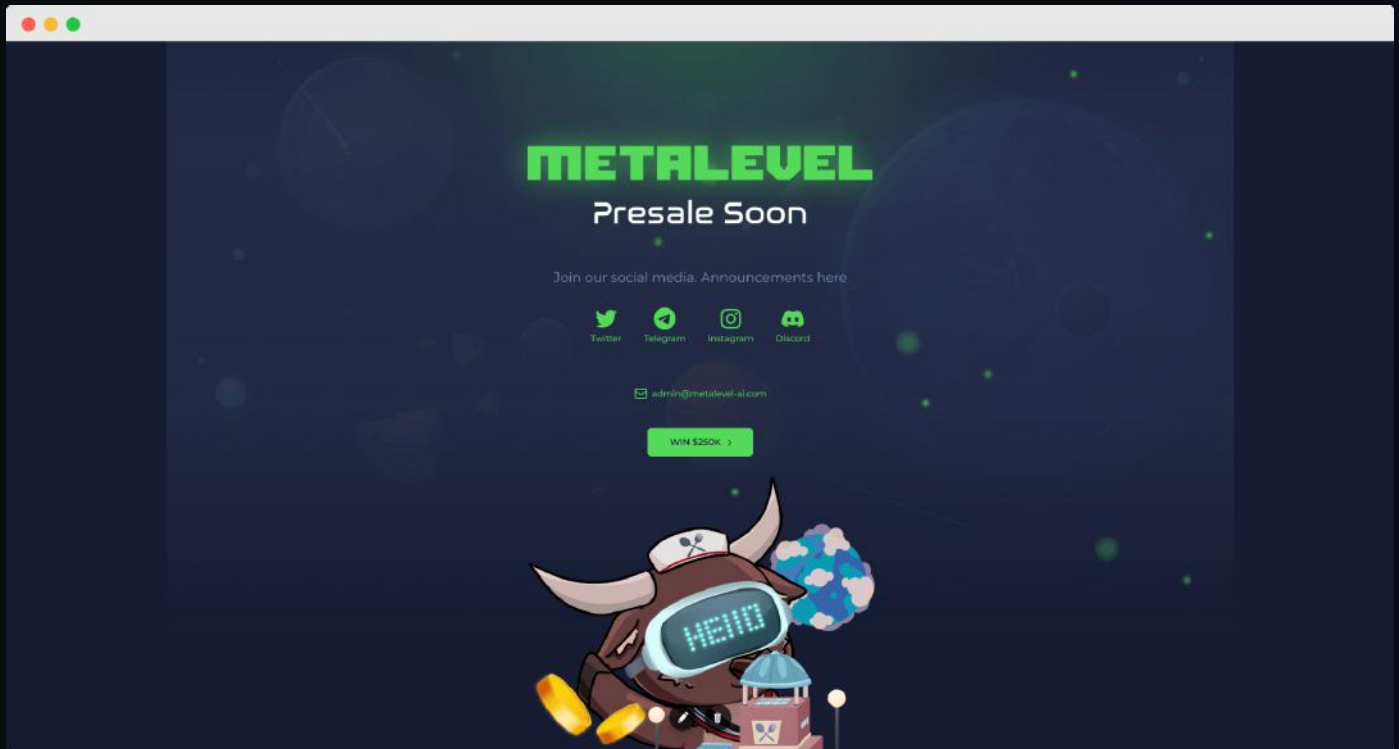 METALEVEL
Presale Soon
Join our social media. Announcements here
Twitter Telegram Instagram Discord
admin@metalevel-ai.com
WIN $250K >
HEllO